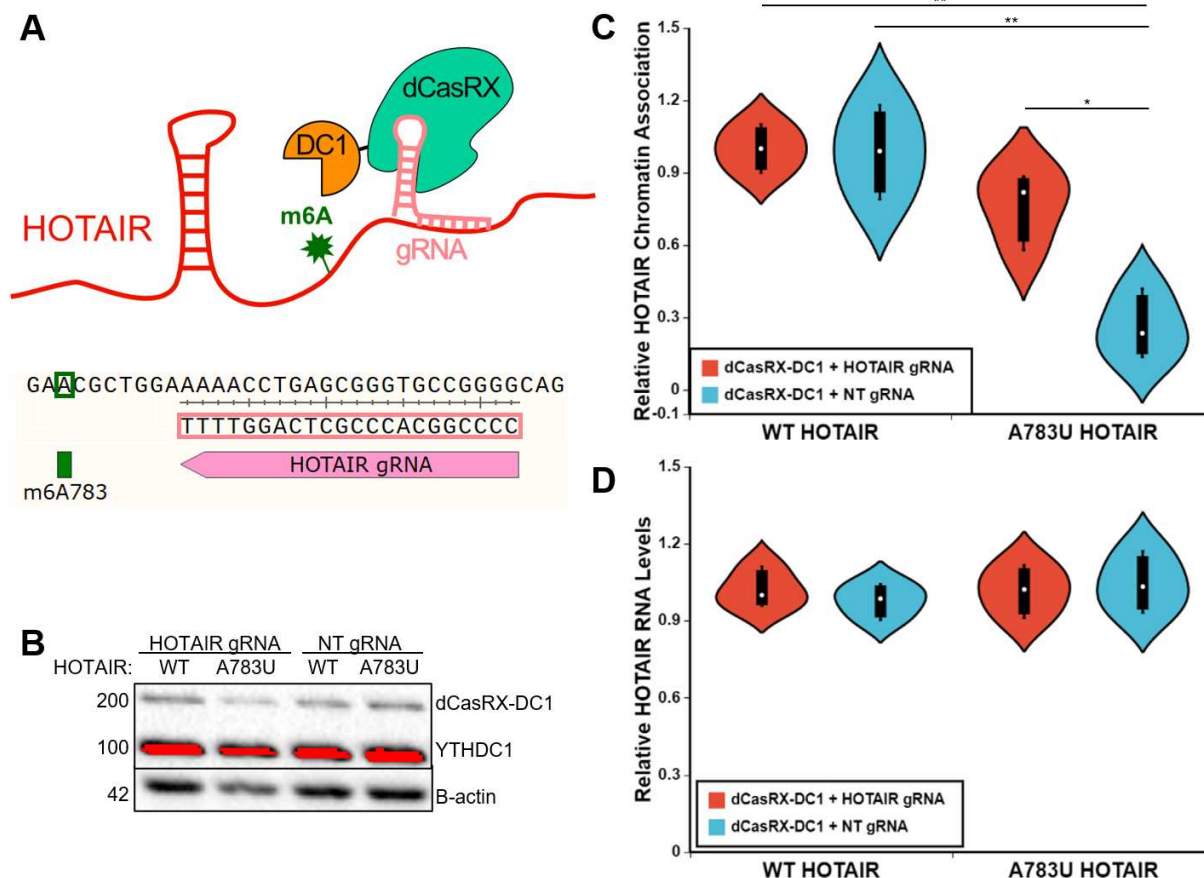 A
dCasRX
DC1
m6A
HOTAIR
gRNA
GAACGCTGGAAAAACCTGAGCGGGTGCCGGGGCAG
TTTTGGACTCGCCCACGGCCCC
HOTAIR gRNA
m6A783
B
HOTAIR gRNA NT gRNA
HOTAIR: WT A783U WT A783U
200 dCasRX-DC1
100 YTHDC1
42 B-actin
C
**
**
*
Relative HOTAIR Chromatin Association
1.5
1.2
0.9
0.6
0.3
0
-0.1
dCasRX-DC1 + HOTAIR gRNA
dCasRX-DC1 + NT gRNA
WT HOTAIR A783U HOTAIR
D
Relative HOTAIR RNA Levels
1.5
1.2
0.9
0.6
0.3
0
dCasRX-DC1 + HOTAIR gRNA
dCasRX-DC1 + NT gRNA
WT HOTAIR A783U HOTAIR